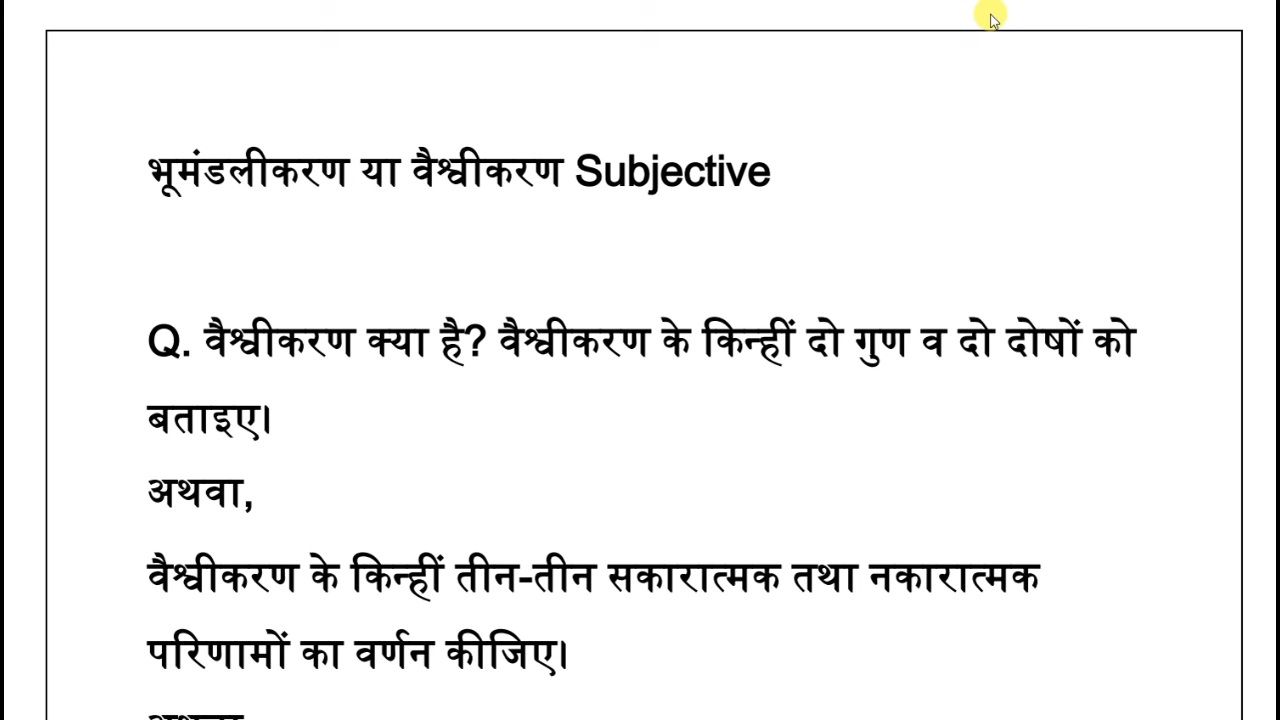 भूमंडलीकरण या वैश्वीकरण Subjective
Q. वैश्वीकरण क्या है? वैश्वीकरण के किन्हीं दो गुण व दो दोषों को
बताइए।
अथवा,
वैश्वीकरण के किन्हीं तीन-तीन सकारात्मक तथा नकारात्मक
परिणामों का वर्णन कीजिए।